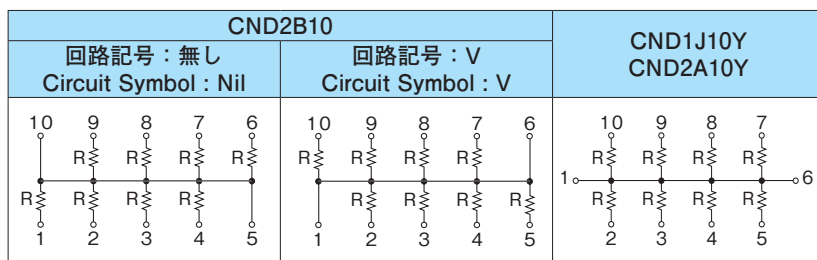 CND2B10
回路記号：無し
Circuit Symbol : Nil
回路記号：V
Circuit Symbol : V
CND1J10Y
CND2A10Y
10 9 8 7 6
R R R R
R R R R
1 2 3 4 5
10 9 8 7 6
R R R R
R R R R
1 2 3 4 5
10 9 8 7
R R R R
1 6
R R R R
2 3 4 5